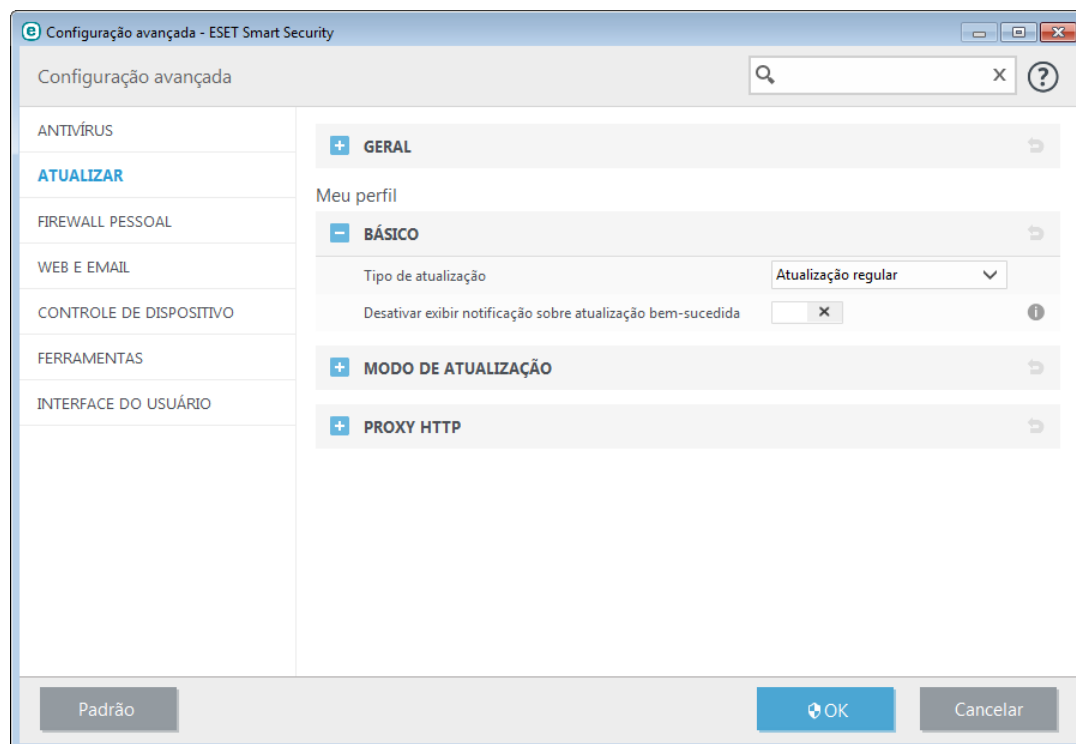 Configuração avançada - ESET Smart Security
Configuração avançada
ANTIVÍRUS
ATUALIZAR
FIREWALL PESSOAL
WEB E EMAIL
CONTROLE DE DISPOSITIVO
FERRAMENTAS
INTERFACE DO USUÁRIO
GERAL
Meu perfil
BÁSICO
Tipo de atualização Atualização regular
Desativar exibir notificação sobre atualização bem-sucedida
MODO DE ATUALIZAÇÃO
PROXY HTTP
Padrão OK Cancelar